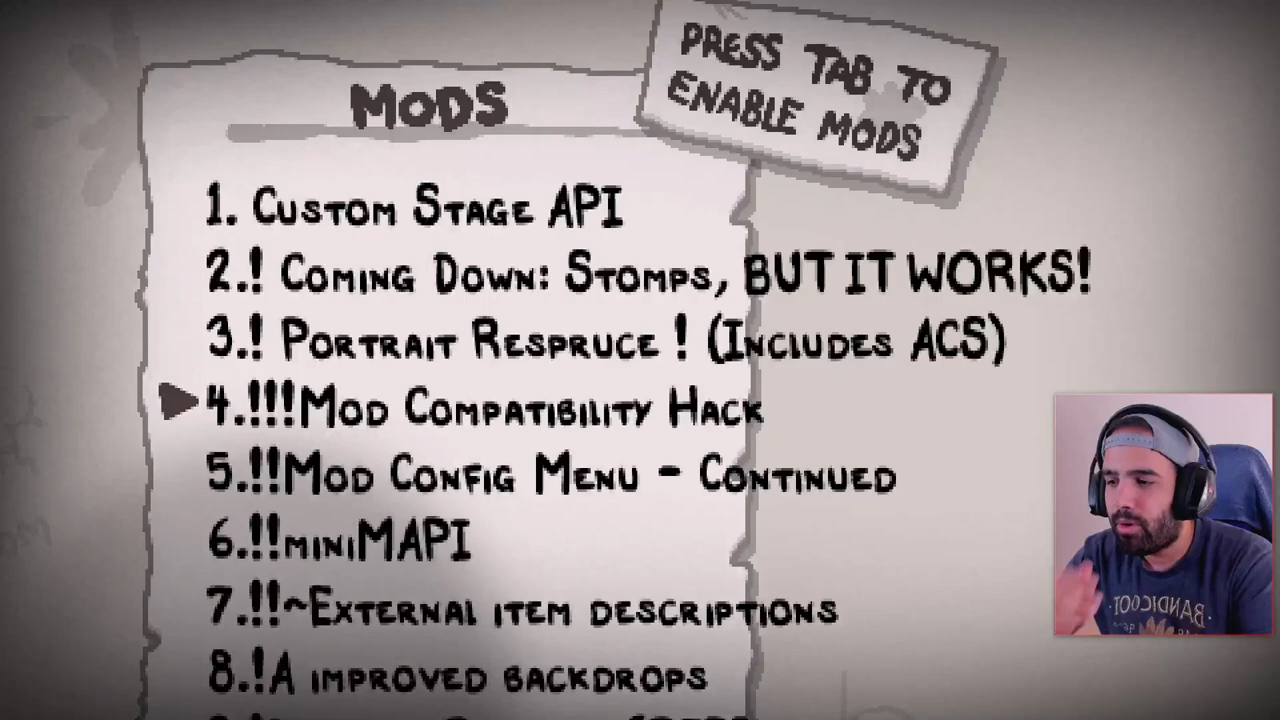 PRESS TAB TO
ENABLE MODS
MODS
1. CUSTOM STAGE API
2.! COMING DOWN: STOMPS, BUT IT WORKS!
3.! PORTRAIT RESPRUCE ! (INCLUDES ACS)
4.!!!MOD COMPATIBILITY HACK
5.!!MOD CONFIG MENU - CONTINUED
6.!!MINIMAPI
7.!!~EXTERNAL ITEM DESCRIPTIONS
8.!A IMPROVED BACKDROPS
BANDICOOT